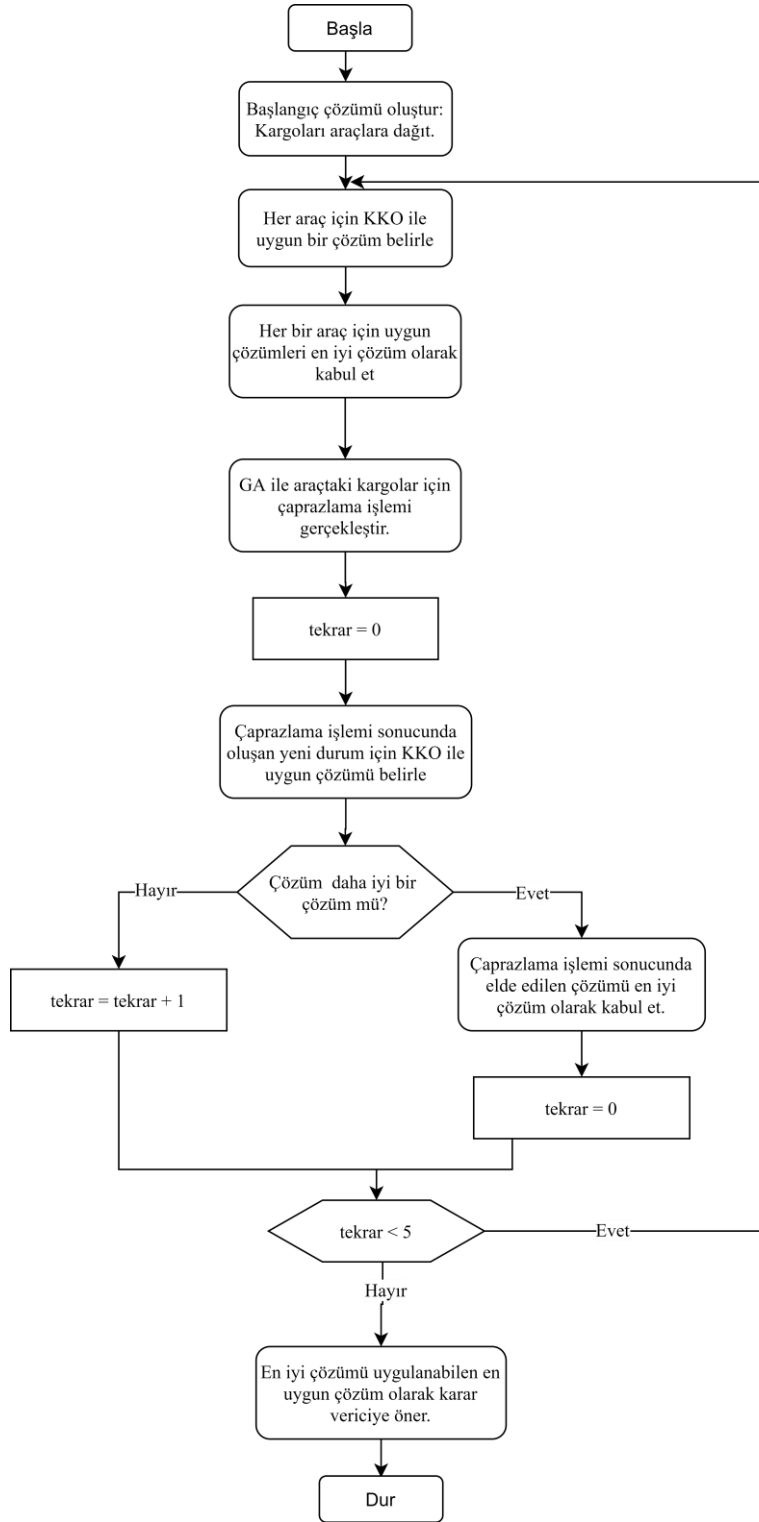 Başla
Başlangıç çözümü oluştur:
Kargoları araçlara dağıt.
Her araç için KKO ile
uygun bir çözüm belirle
Her bir araç için uygun
çözümleri en iyi çözüm olarak
kabul et
GA ile araçtaki kargolar için
çaprazlama işlemi
gerçekleştir.
tekrar = 0
Çaprazlama işlemi sonucunda
oluşan yeni durum için KKO ile
uygun çözümü belirle
Çözüm daha iyi bir
çözüm mü?
Hayır
Evet
tekrar = tekrar + 1
Çaprazlama işlemi sonucunda
elde edilen çözümü en iyi
çözüm olarak kabul et.
tekrar = 0
tekrar < 5
Evet
Hayır
En iyi çözümü uygulanabilen en
uygun çözüm olarak karar
vericiye öner.
Dur